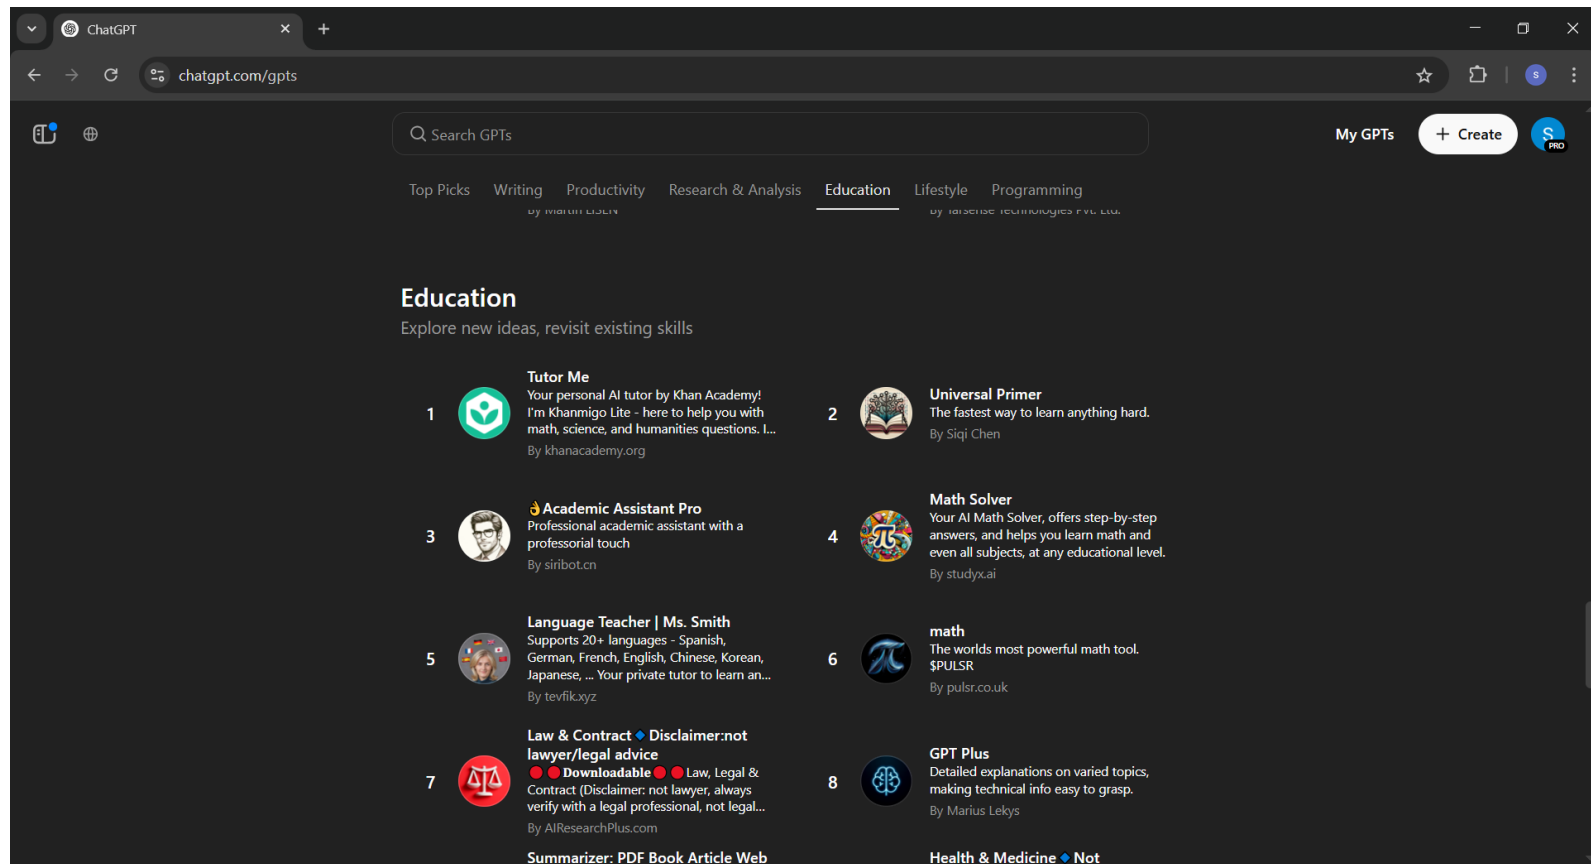 ChatGPT
chatgpt.com/gpts
S
Search GPTs
My GPTs
+ Create
S
PRO
Top Picks Writing Productivity Research & Analysis Education Lifestyle Programming
By Martin EISEN
By Tarsense Technologies Pvt. Ltd.
Education
Explore new ideas, revisit existing skills
1
Tutor Me
Your personal AI tutor by Khan Academy!
I'm Khanmigo Lite - here to help you with
math, science, and humanities questions. I...
By khanacademy.org
2
Universal Primer
The fastest way to learn anything hard.
By Siqi Chen
3
👌Academic Assistant Pro
Professional academic assistant with a
professorial touch
By siribot.cn
4
Math Solver
Your AI Math Solver, offers step-by-step
answers, and helps you learn math and
even all subjects, at any educational level.
By studyx.ai
5
Language Teacher | Ms. Smith
Supports 20+ languages - Spanish,
German, French, English, Chinese, Korean,
Japanese, ... Your private tutor to learn an...
By tevfik.xyz
6
math
The worlds most powerful math tool.
$PULSR
By pulsr.co.uk
7
Law & Contract🔹Disclaimer:not
lawyer/legal advice
🔴🔴𝐃𝐨𝐰𝐧𝐥𝐨𝐚𝐝𝐚𝐛𝐥𝐞🔴🔴Law, Legal &
Contract (Disclaimer: not lawyer, always
verify with a legal professional, not legal...
By AIResearchPlus.com
8
GPT Plus
Detailed explanations on varied topics,
making technical info easy to grasp.
By Marius Lekys
Summarizer: PDF Book Article Web
Health & Medicine🔹Not